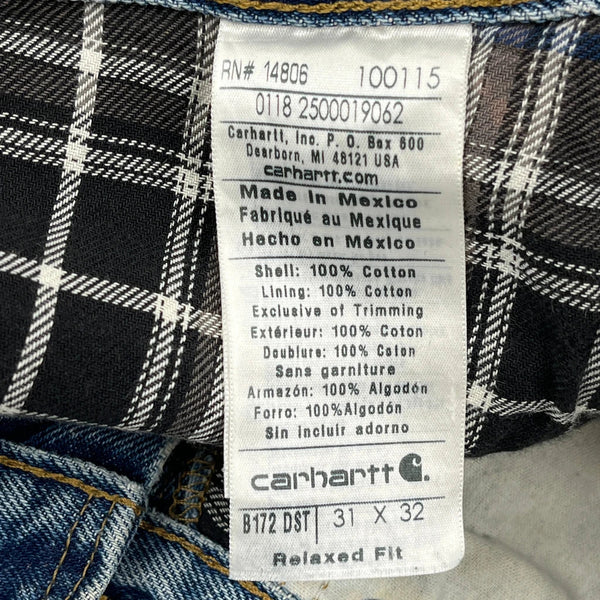 RN# 14806 100115
0118 2500019062
Carhartt, Inc. P. O. Box 600
Dearborn, MI 48121 USA
carhartt.com
Made in Mexico
Fabriqué au Mexique
Hecho en México
Shell: 100% Cotton
Lining: 100% Cotton
Exclusive of Trimming
Extérieur: 100% Coton
Doublure: 100% Coton
Sans garniture
Armazón: 100% Algodón
Forro: 100%Algodón
Sin incluir adorno
carhartt
B172 DST 31 X 32
Relaxed Fit